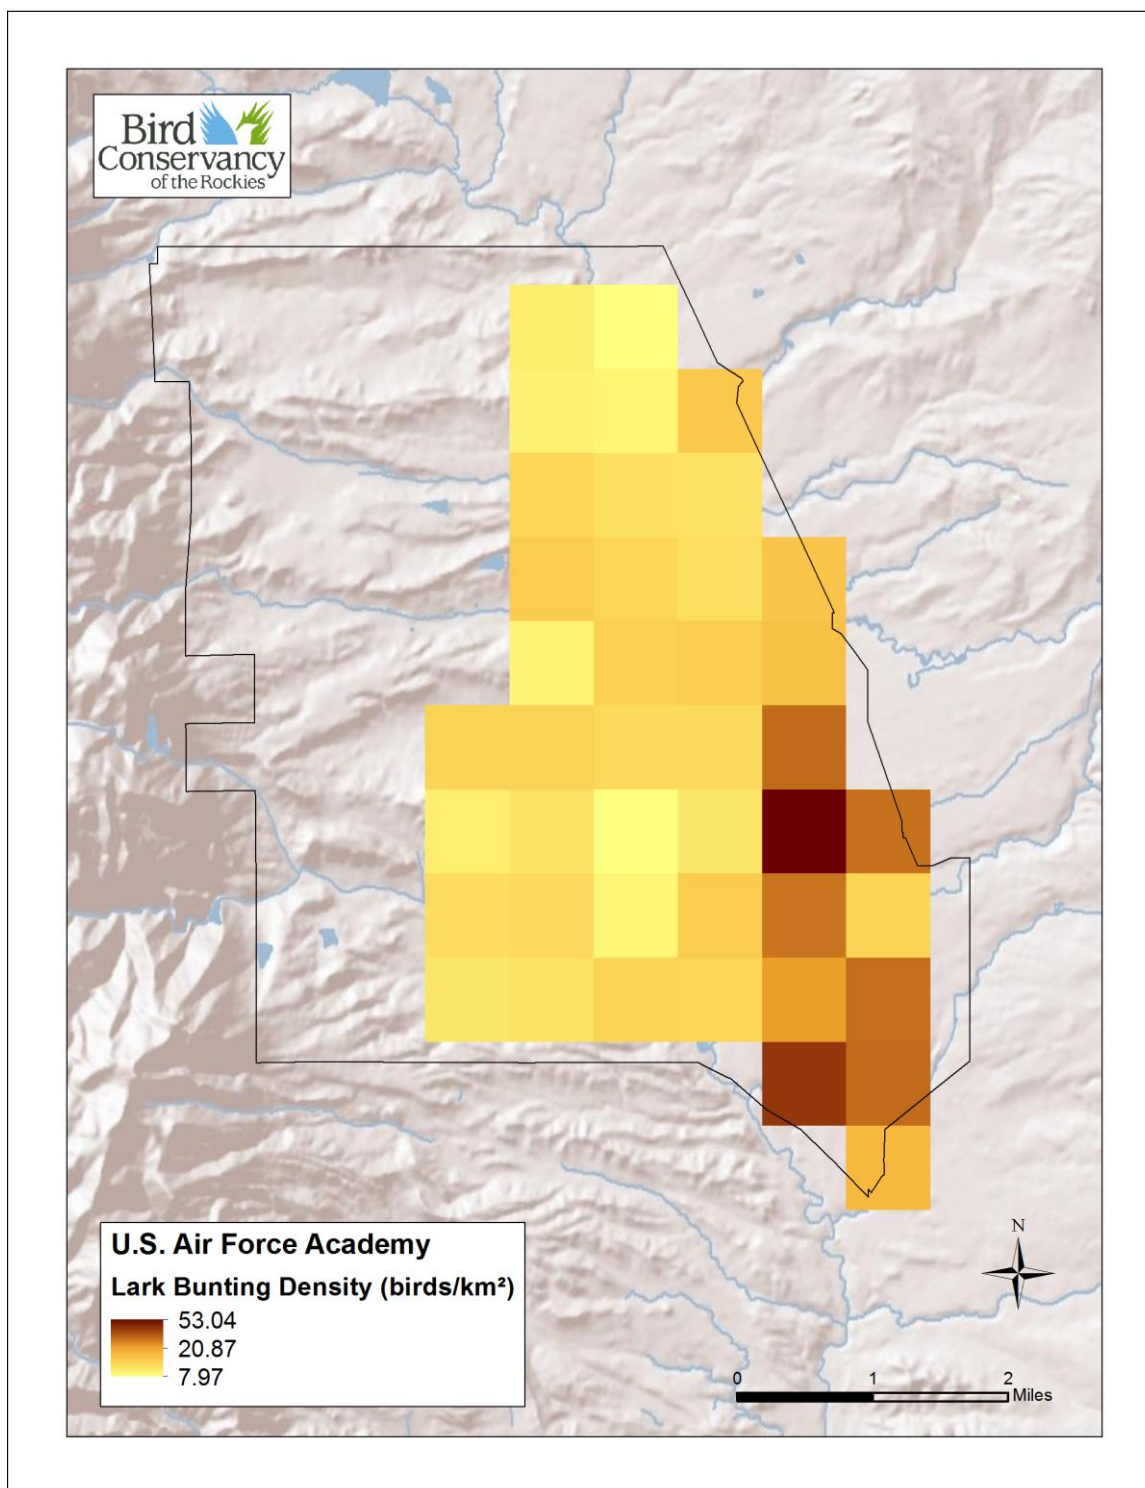 Bird
Conservancy
of the Rockies
U.S. Air Force Academy
Lark Bunting Density (birds/km²)
53.04
20.87
7.97
N
0 1 2
Miles